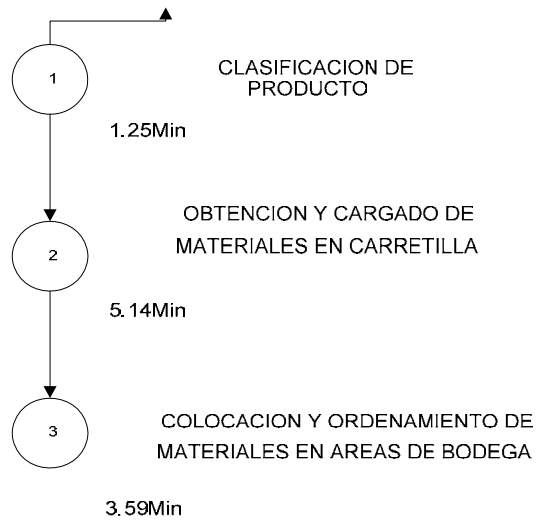 1
CLASIFICACION DE
PRODUCTO
1.25Min
2
OBTENCION Y CARGADO DE
MATERIALES EN CARRETILLA
5.14Min
3
COLOCACION Y ORDENAMIENTO DE
MATERIALES EN AREAS DE BODEGA
3.59Min